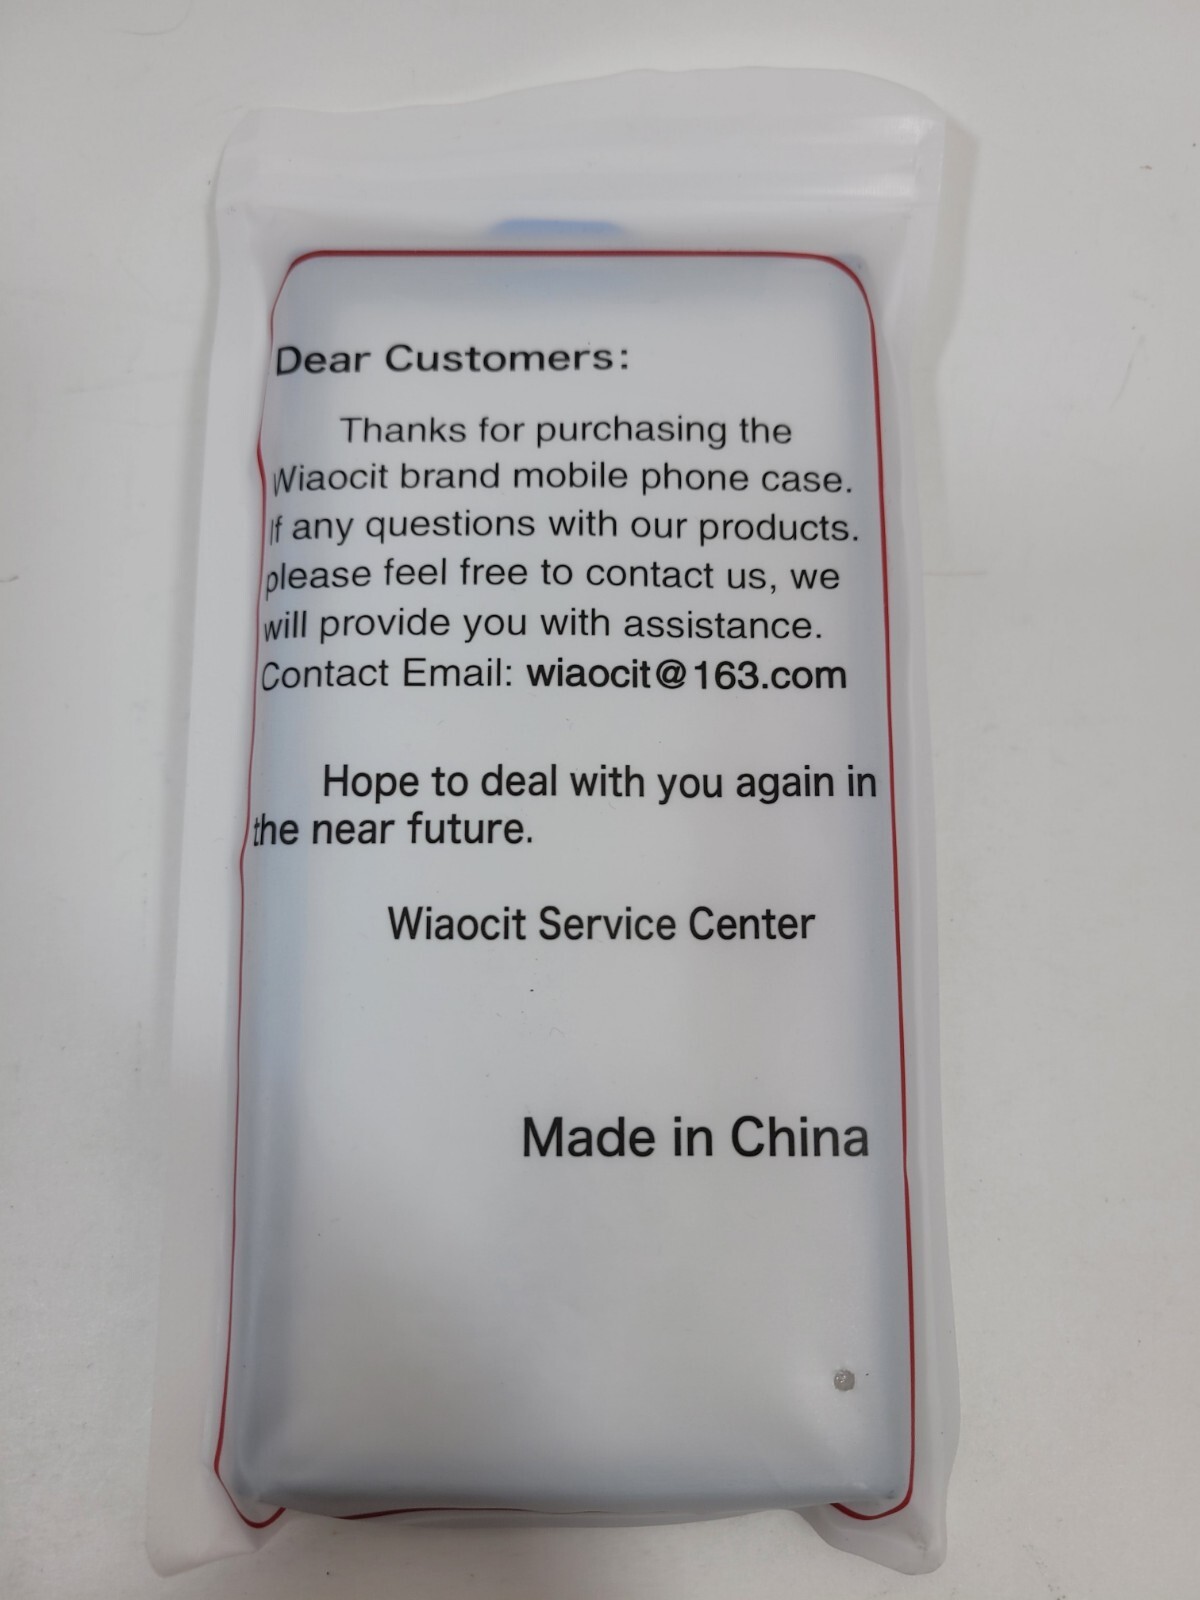 Dear Customers:
Thanks for purchasing the
Wiaocit brand mobile phone case.
If any questions with our products.
please feel free to contact us, we
will provide you with assistance.
Contact Email: wiaocit@163.com
Hope to deal with you again in
the near future.
Wiaocit Service Center
Made in China